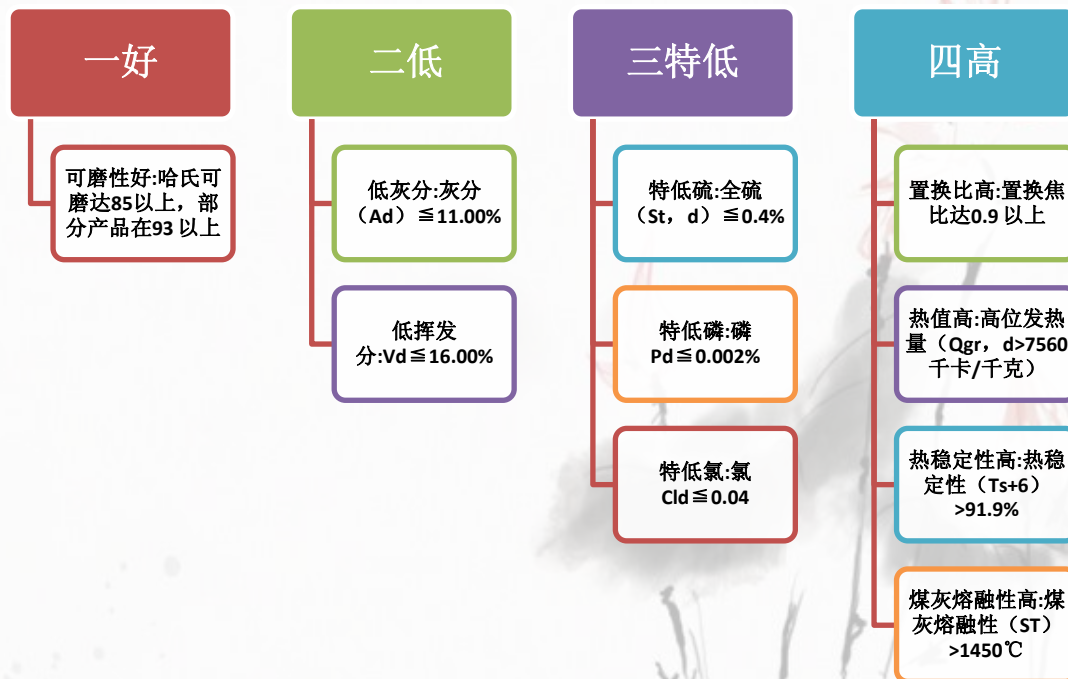 一好
可磨性好:哈氏可
磨达85以上，部
分产品在93 以上
二低
低灰分:灰分
（Ad）≦11.00%
低挥发
分:Vd≦16.00%
三特低
特低硫:全硫
（St，d）≦0.4%
特低磷:磷
Pd≦0.002%
特低氯:氯
Cld≦0.04
四高
置换比高:置换焦
比达0.9 以上
热值高:高位发热
量（Qgr，d>7560
千卡/千克）
热稳定性高:热稳
定性（Ts+6）
>91.9%
煤灰熔融性高:煤
灰熔融性（ST）
>1450℃